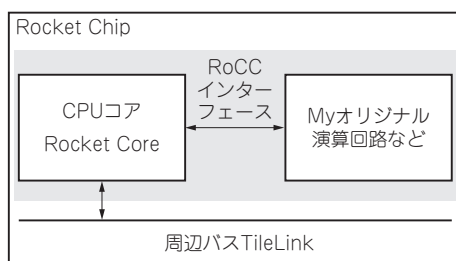 Rocket Chip
CPUコア
Rocket Core
RoCC
インター
フェース
Myオリジナル
演算回路など
周辺バスTileLink